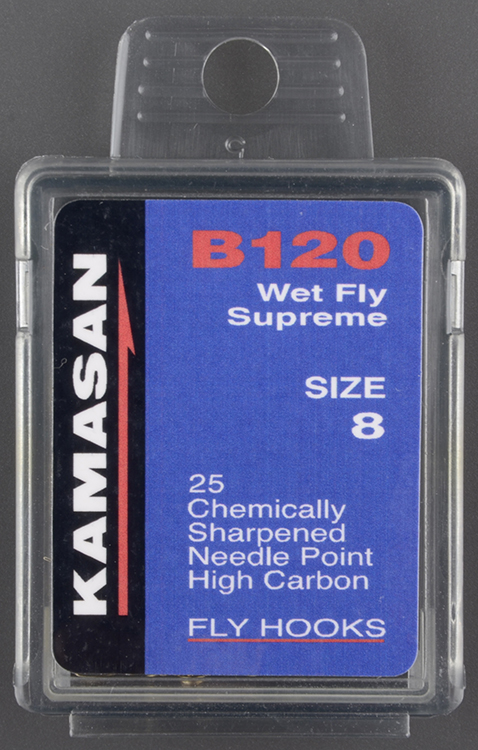 KAMASAN
B120
Wet Fly
Supreme
SIZE
8
25
Chemically
Sharpened
Needle Point
High Carbon
FLY HOOKS